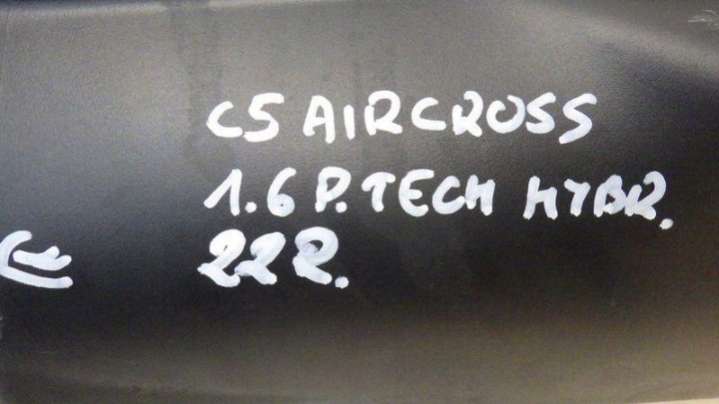 C5 AIRCROSS
1.6 P.TECH HYBR.
22R.